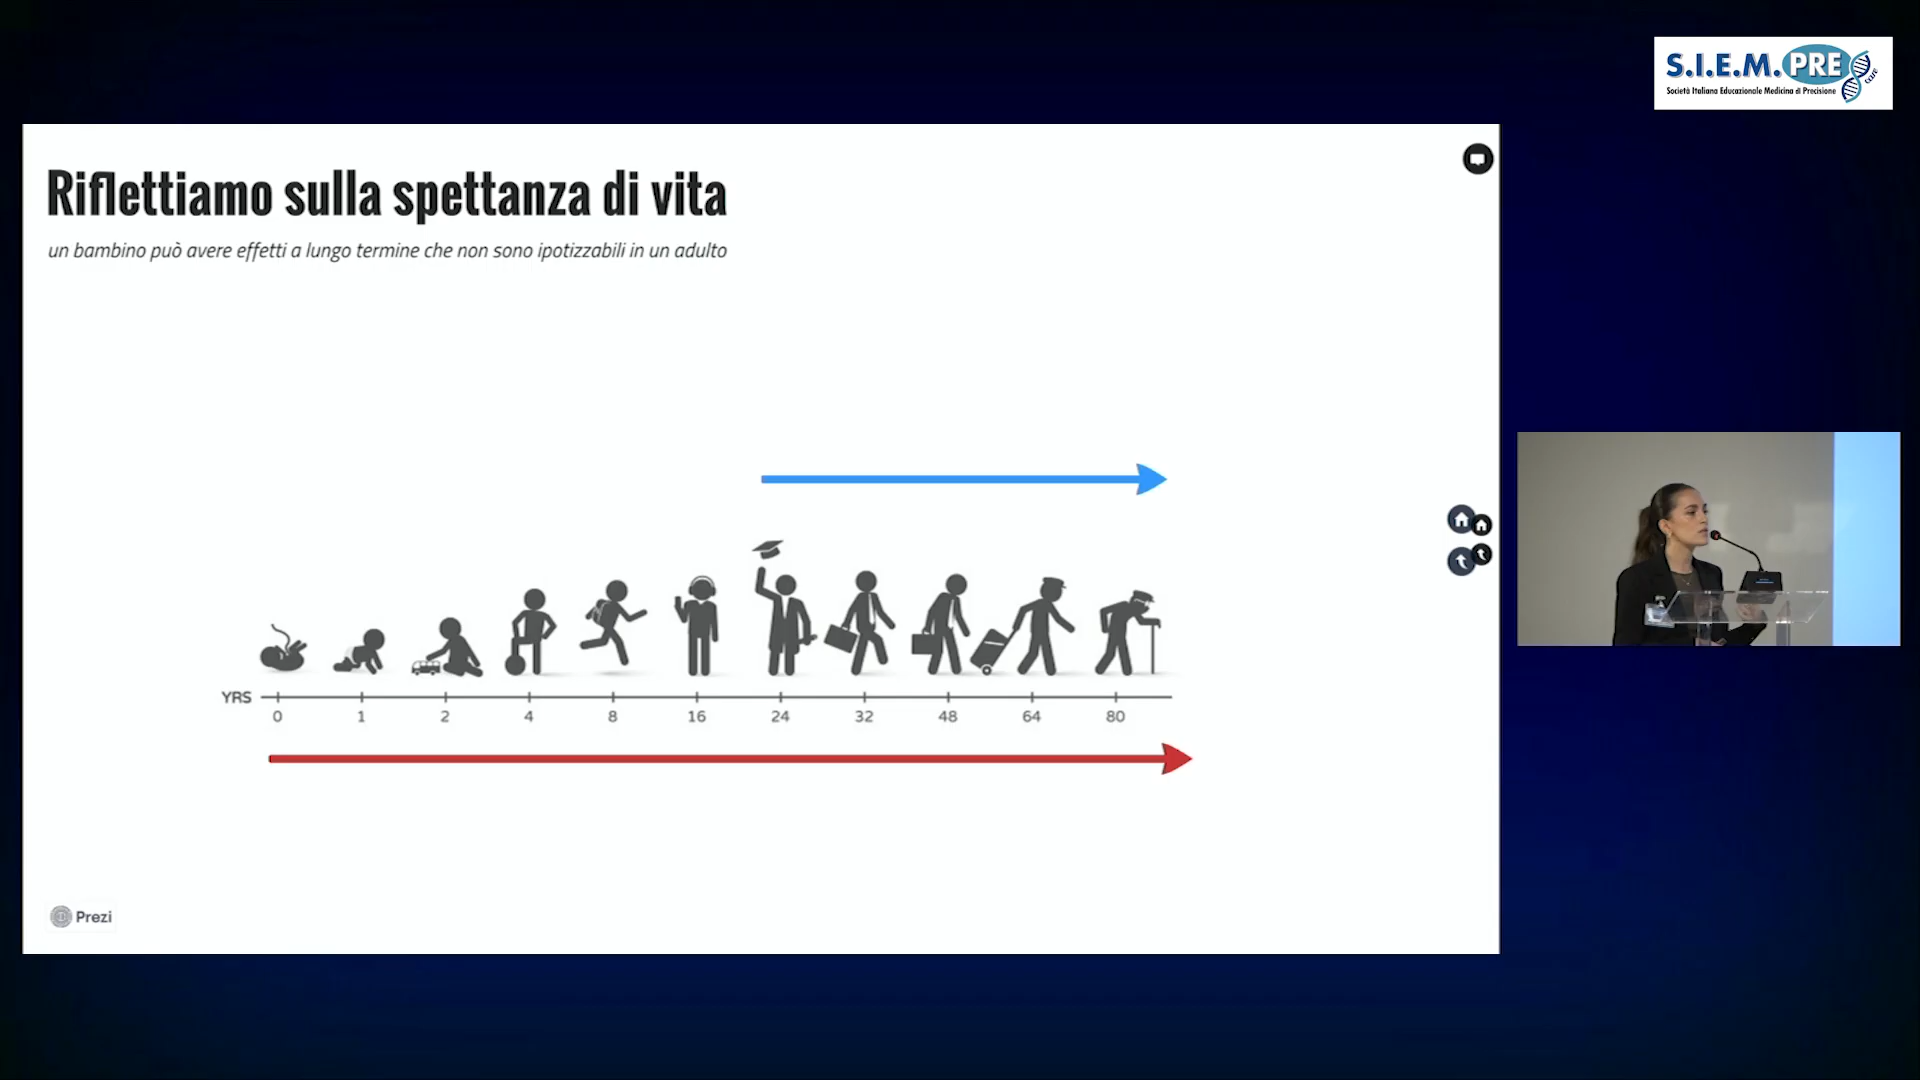 S.I.E.M.PRE care
Società Italiana Educazionale Medicina di Precisione
Riflettiamo sulla spettanza di vita
un bambino può avere effetti a lungo termine che non sono ipotizzabili in un adulto
YRS 0 1 2 4 8 16 24 32 48 64 80
Prezi